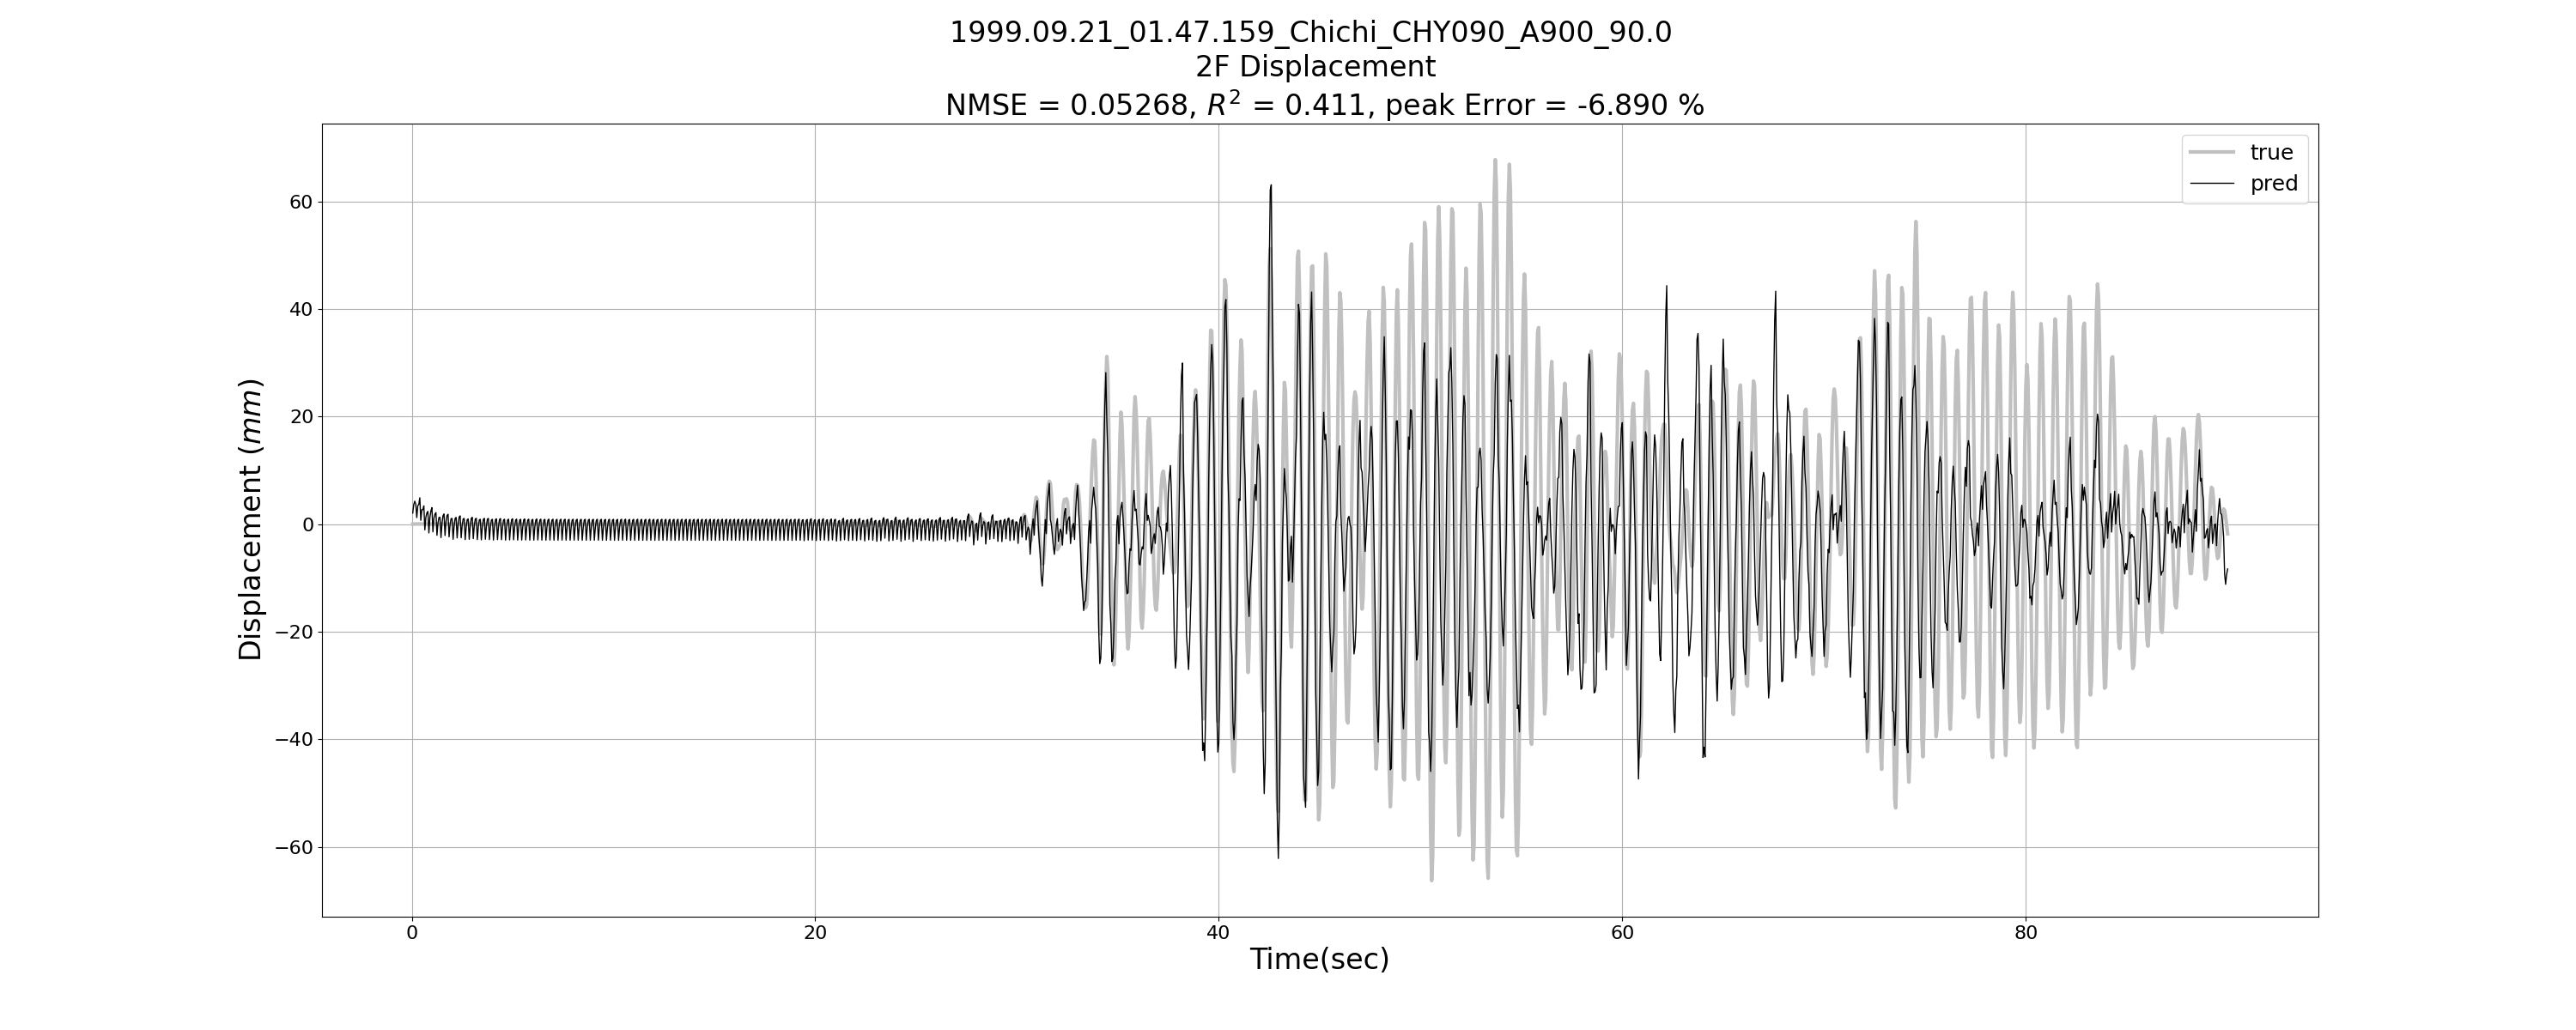 1999.09.21_01.47.159_Chichi_CHY090_A900_90.0
2F Displacement
NMSE = 0.05268, R² = 0.411, peak Error = -6.890 %
true
pred
60
40
20
0
−20
−40
−60
Displacement (mm)
0 20 40 60 80
Time(sec)